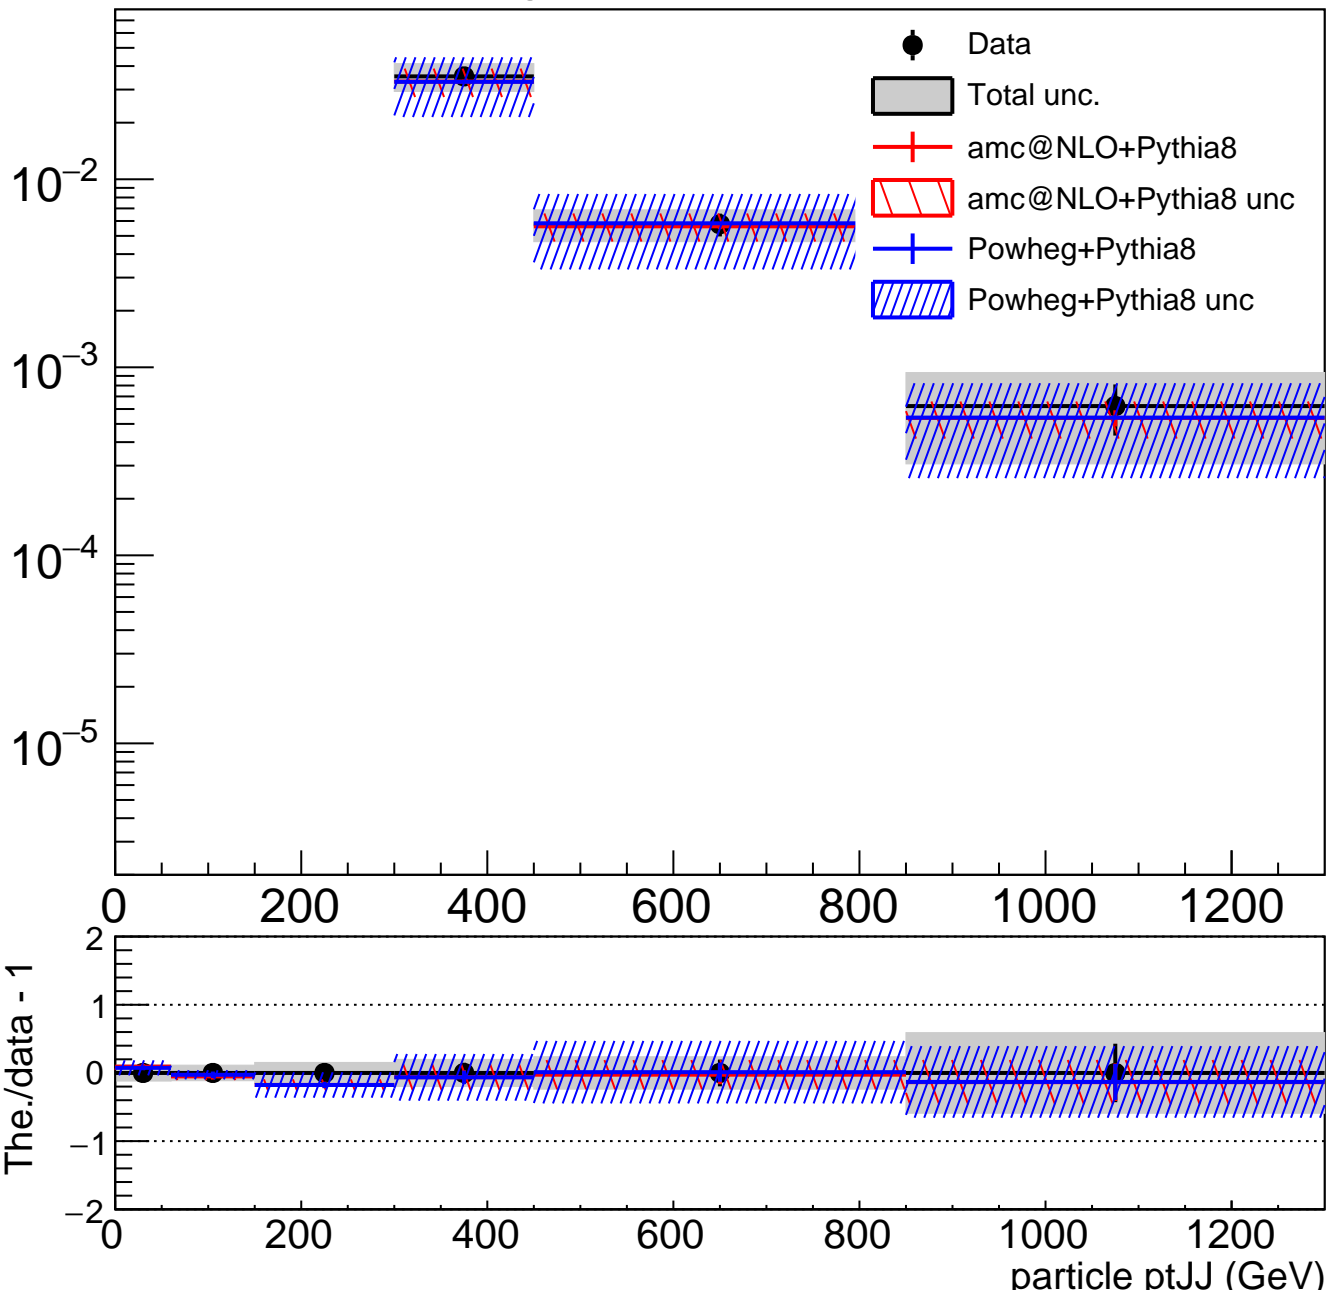 Data
Total unc.
amc@NLO+Pythia8
amc@NLO+Pythia8 unc
Powheg+Pythia8
Powheg+Pythia8 unc
10⁻²
10⁻³
10⁻⁴
10⁻⁵
0 200 400 600 800 1000 1200
The./data - 1
2
1
0
−1
−2
0 200 400 600 800 1000 1200
particle ptJJ (GeV)